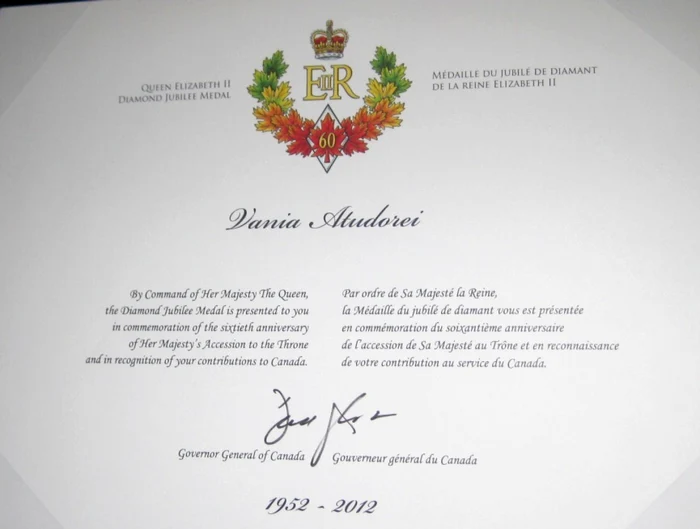 QUEEN ELIZABETH II
DIAMOND JUBILEE MEDAL
EIIR
60
MÉDAILLE DU JUBILÉ DE DIAMANT
DE LA REINE ELIZABETH II
Vania Atudorei
By Command of Her Majesty The Queen,
the Diamond Jubilee Medal is presented to you
in commemoration of the sixtieth anniversary
of Her Majesty's Accession to the Throne
and in recognition of your contributions to Canada.
Par ordre de Sa Majesté la Reine,
la Médaille du jubilé de diamant vous est présentée
en commémoration du soixantième anniversaire
de l'accession de Sa Majesté au Trône et en reconnaissance
de votre contribution au service du Canada.
Governor General of Canada
Gouverneur général du Canada
1952 - 2012